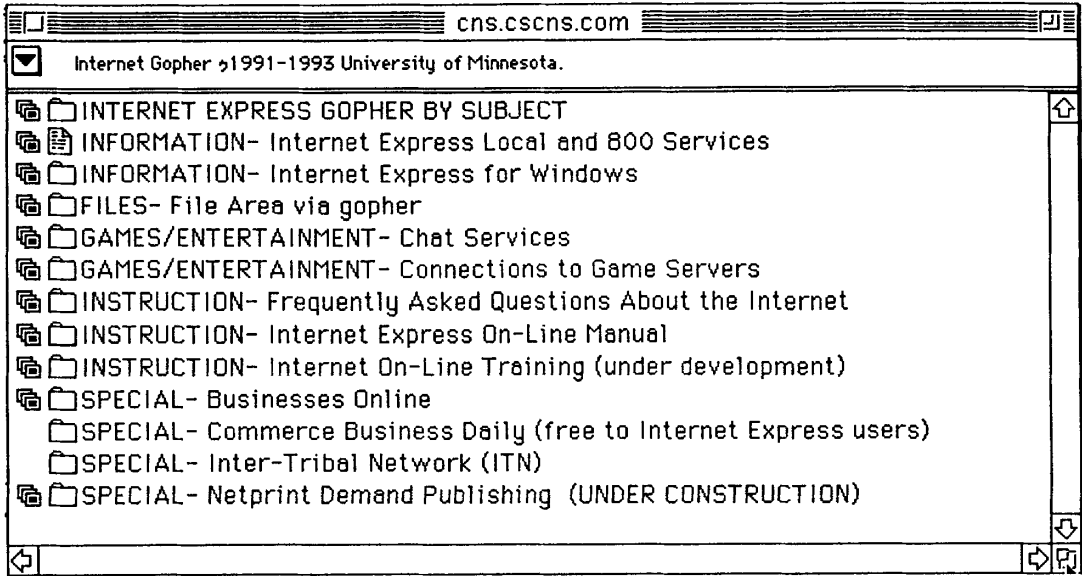 cns.cscns.com
Internet Gopher ©1991-1993 University of Minnesota.
INTERNET EXPRESS GOPHER BY SUBJECT
INFORMATION- Internet Express Local and 800 Services
INFORMATION- Internet Express for Windows
FILES- File Area via gopher
GAMES/ENTERTAINMENT- Chat Services
GAMES/ENTERTAINMENT- Connections to Game Servers
INSTRUCTION- Frequently Asked Questions About the Internet
INSTRUCTION- Internet Express On-Line Manual
INSTRUCTION- Internet On-Line Training (under development)
SPECIAL- Businesses Online
SPECIAL- Commerce Business Daily (free to Internet Express users)
SPECIAL- Inter-Tribal Network (ITN)
SPECIAL- Netprint Demand Publishing (UNDER CONSTRUCTION)